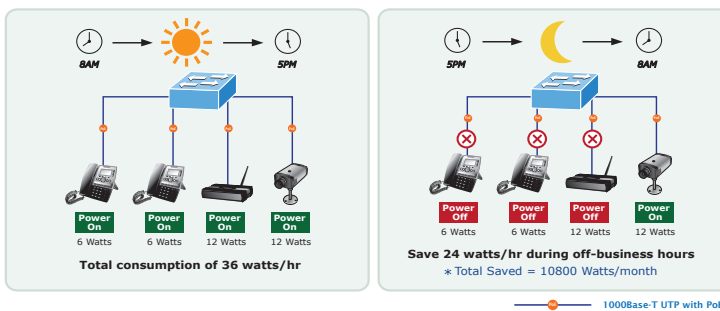 8AM
5PM
Power On
Power On
Power On
Power On
6 Watts
6 Watts
12 Watts
12 Watts
Total consumption of 36 watts/hr
5PM
8AM
Power Off
Power Off
Power Off
Power On
6 Watts
6 Watts
12 Watts
12 Watts
Save 24 watts/hr during off-business hours
* Total Saved = 10800 Watts/month
PoE
1000Base-T UTP with PoE